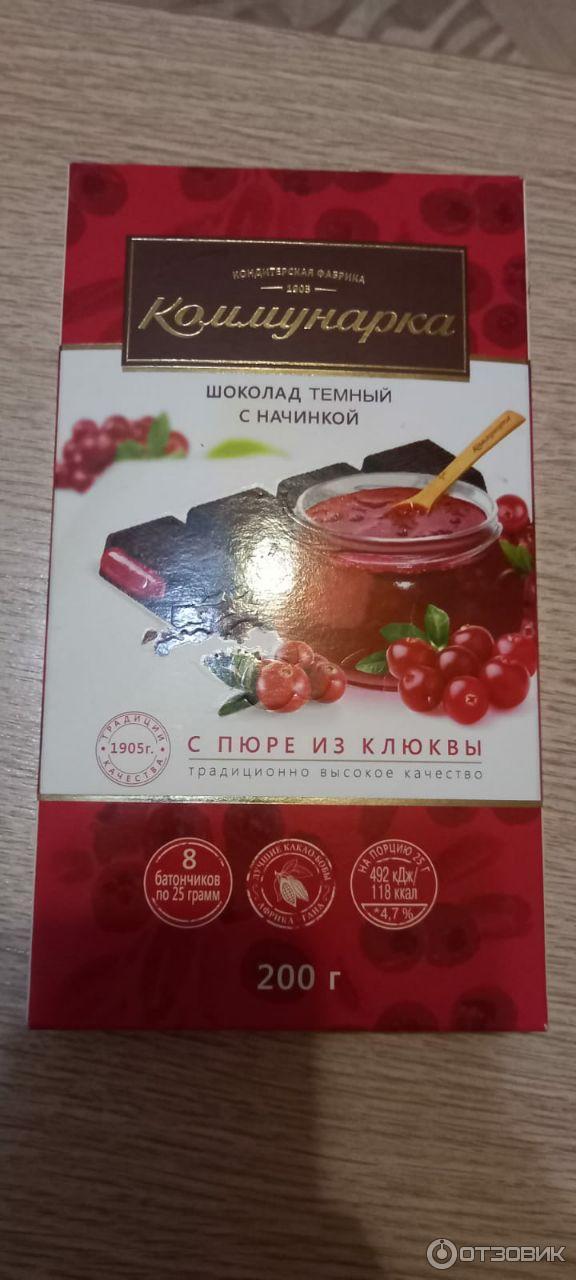 КОНДИТЕРСКАЯ ФАБРИКА
1905
Коммунарка
ШОКОЛАД ТЕМНЫЙ
С НАЧИНКОЙ
Коммунарка
ТРАДИЦИИ
1905г.
КАЧЕСТВА
С ПЮРЕ ИЗ КЛЮКВЫ
традиционно высокое качество
8
батончиков
по 25 грамм
ЛУЧШИЕ КАКАО-БОБЫ
АФРИКА ГАНА
НА ПОРЦИЮ 25 Г
492 кДж/
118 ккал
*4,7 %
200 г
ОТЗОВИК